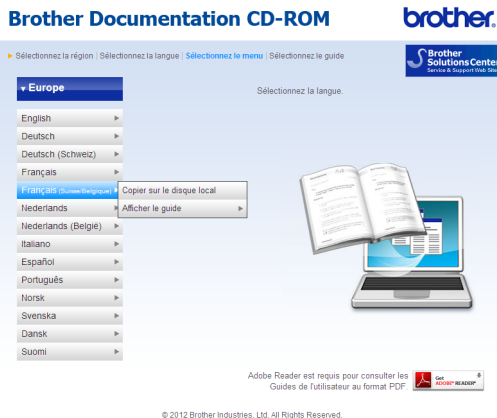 Brother Documentation CD-ROM
brother.
Sélectionnez la région | Sélectionnez la langue | Sélectionnez le menu | Sélectionnez le guide
Brother
Solutions Center
Service & Support Web Site
Europe
Sélectionnez la langue.
English
Deutsch
Deutsch (Schweiz)
Français
Français (Suisse/Belgique)
Copier sur le disque local
Nederlands
Afficher le guide
Nederlands (België)
Italiano
Español
Português
Norsk
Svenska
Dansk
Suomi
Adobe Reader est requis pour consulter les
Guides de l'utilisateur au format PDF.
Get
ADOBE® READER®
© 2012 Brother Industries, Ltd. All Rights Reserved.